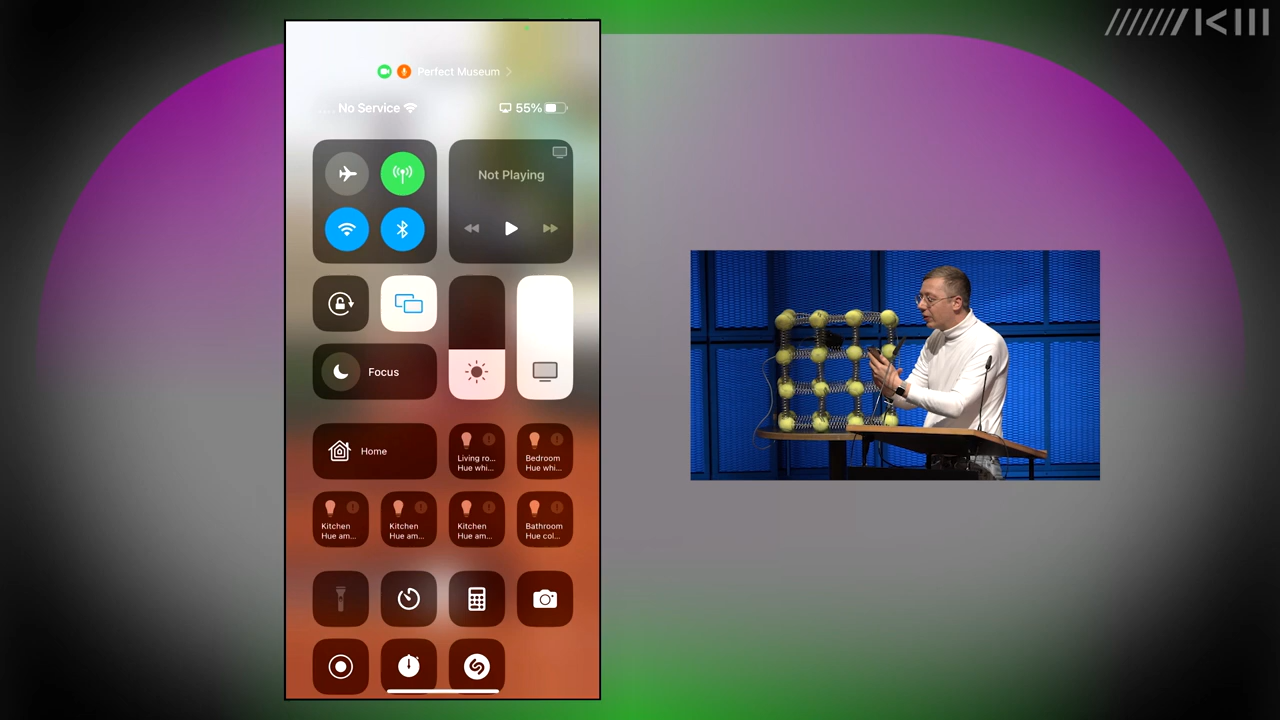 Perfect Museum
No Service
55%
Not Playing
Focus
Home
Living ro...
Hue whi...
Bedroom
Hue whi...
Kitchen
Hue am...
Kitchen
Hue am...
Kitchen
Hue am...
Bathroom
Hue col...